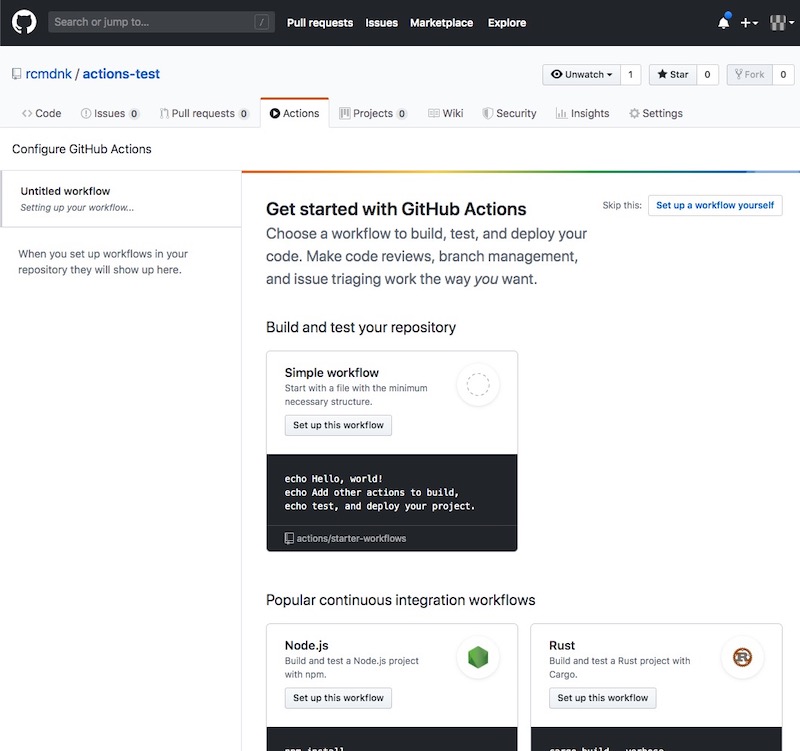 Search or jump to...
/
Pull requests Issues Marketplace Explore
rcmdnk / actions-test
Unwatch 1 Star 0 Fork 0
Code Issues 0 Pull requests 0 Actions Projects 0 Wiki Security Insights Settings
Configure GitHub Actions
Untitled workflow
Setting up your workflow...
When you set up workflows in your
repository they will show up here.
Get started with GitHub Actions
Skip this: Set up a workflow yourself
Choose a workflow to build, test, and deploy your
code. Make code reviews, branch management,
and issue triaging work the way you want.
Build and test your repository
Simple workflow
Start with a file with the minimum
necessary structure.
Set up this workflow
echo Hello, world!
echo Add other actions to build,
echo test, and deploy your project.
actions/starter-workflows
Popular continuous integration workflows
Node.js
Build and test a Node.js project
with npm.
Set up this workflow
npm install
Rust
Build and test a Rust project with
Cargo.
Set up this workflow
cargo build --verbose